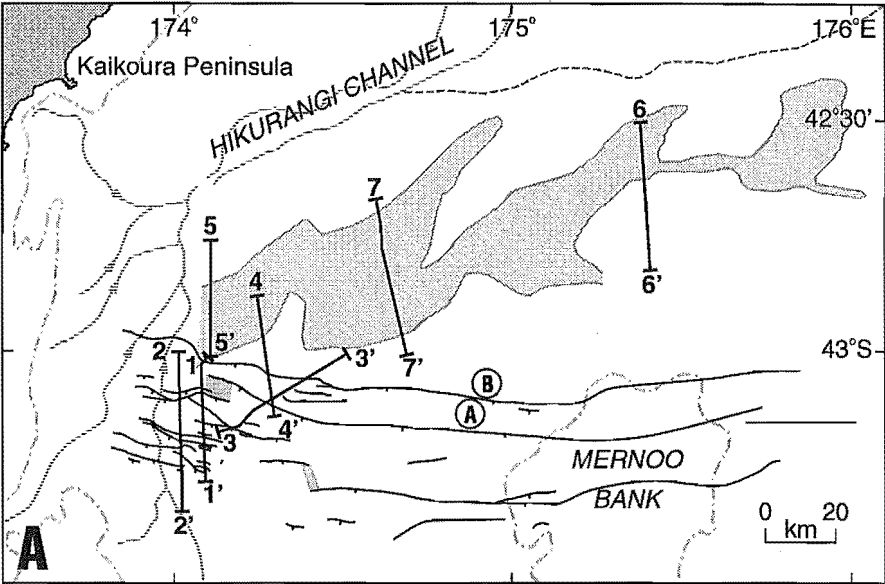 174° 175° 176°E
Kaikoura Peninsula
HIKURANGI CHANNEL
42°30'
6
7
5
4
6'
5'
2 1
3'
7'
43°S
B
A
3
4'
MERNOO
BANK
1'
2'
0 20
km
A